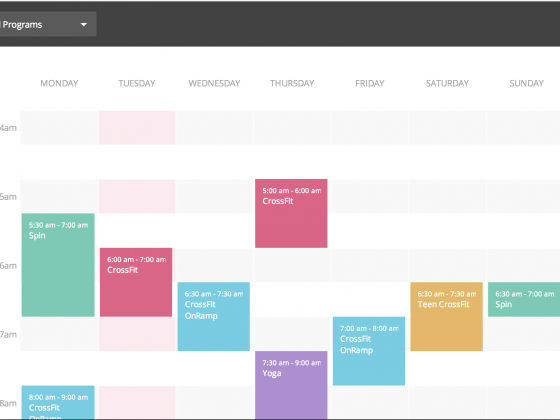 Programs
MONDAY
TUESDAY
WEDNESDAY
THURSDAY
FRIDAY
SATURDAY
SUNDAY
4am
5am
5:00 am - 6:00 am
CrossFit
5:30 am - 7:00 am
Spin
6am
6:00 am - 7:00 am
CrossFit
6:30 am - 7:30 am
CrossFit
OnRamp
6:30 am - 7:30 am
Teen CrossFit
6:30 am - 7:00 am
Spin
7am
7:00 am - 8:00 am
CrossFit
OnRamp
7:30 am - 9:00 am
Yoga
8am
8:00 am - 9:00 am
CrossFit
OnRamp